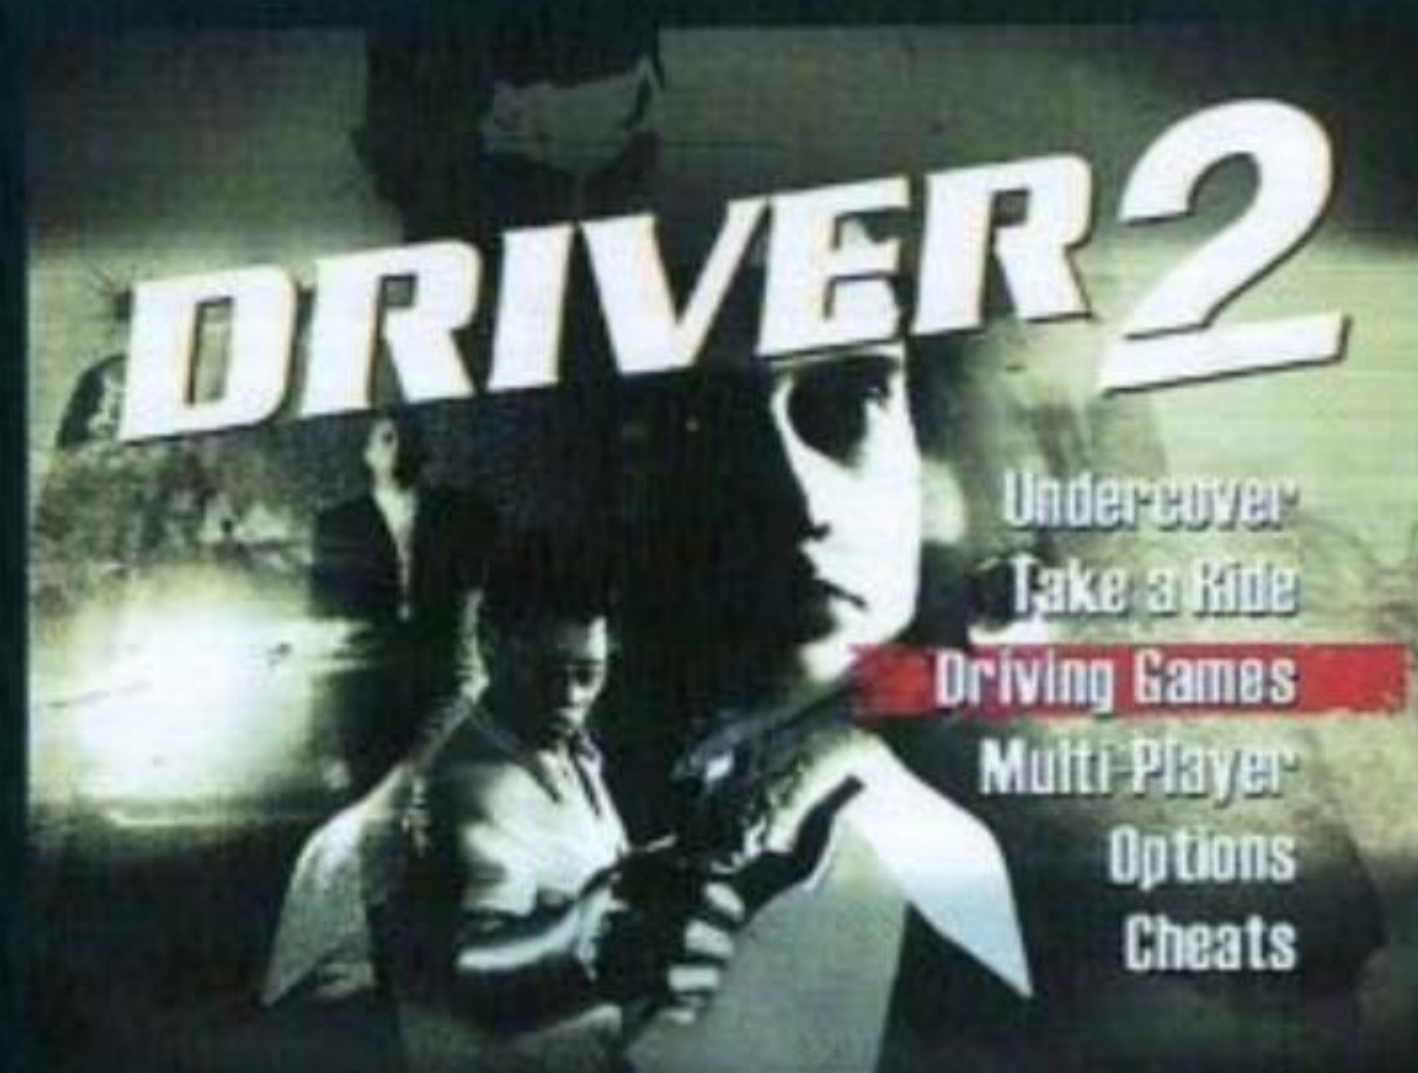 DRIVER 2
Undercover
Take a Ride
Driving Games
Multi-Player
Options
Cheats